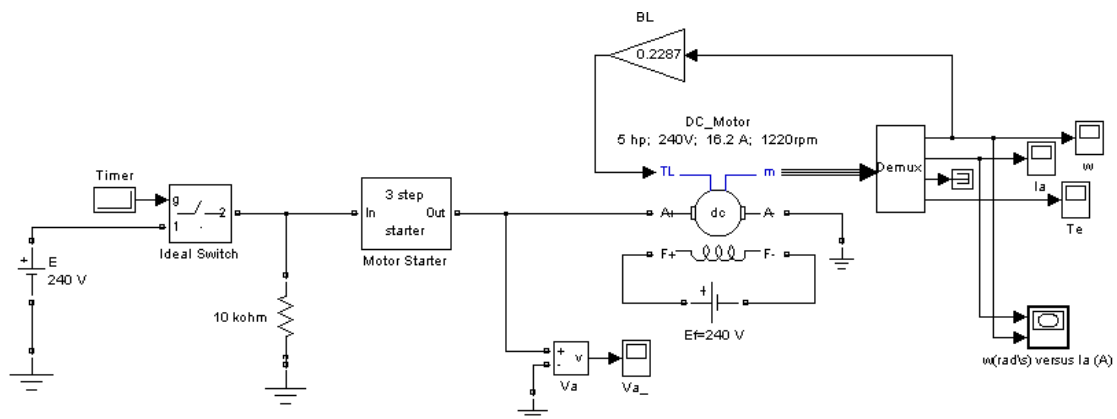 BL
0.2287
DC_Motor
5 hp; 240V; 16.2 A; 1220rpm
TL
m
Demux
w
Ia
Te
Timer
g
2
1
Ideal Switch
3 step
starter
In
Out
Motor Starter
A+
dc
A-
F+
F-
+
E
240 V
10 kohm
+
Ef=240 V
+
-
v
Va
Va_
w(rad\s) versus Ia (A)